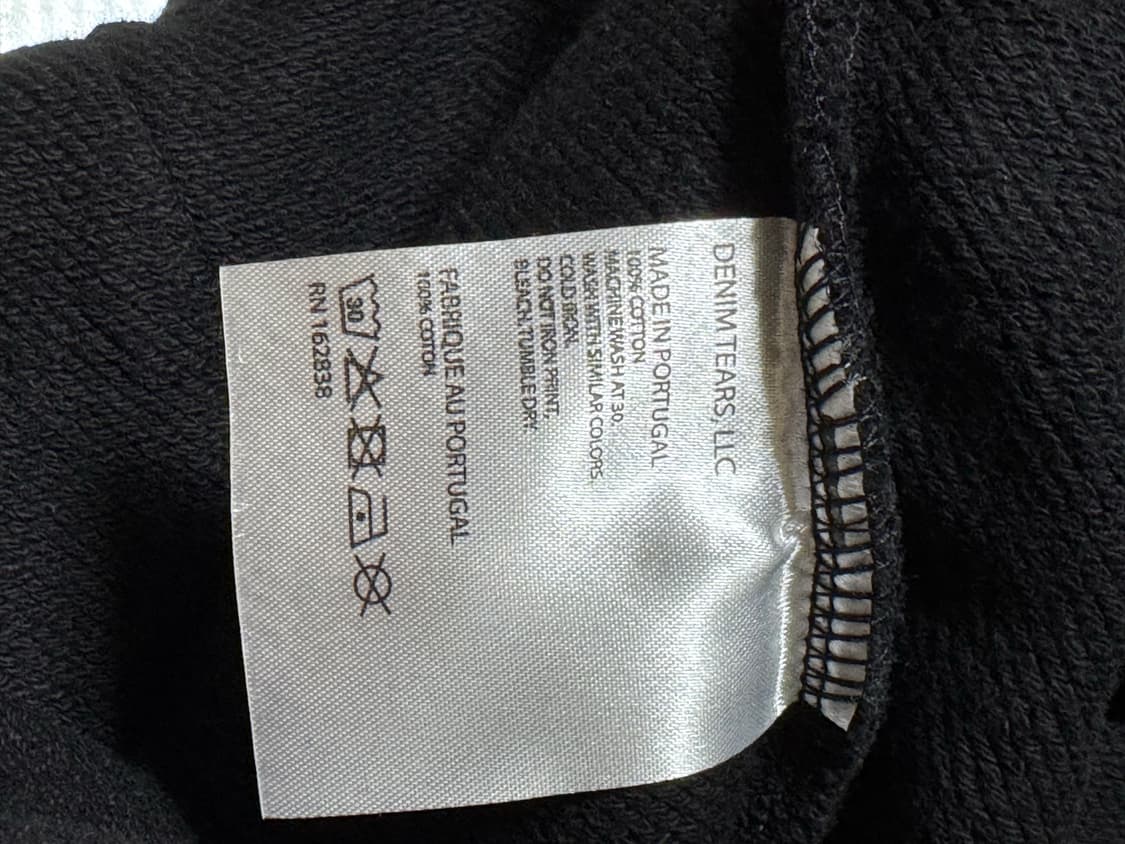 DENIM TEARS, LLC
MADE IN PORTUGAL
100% COTTON
MACHINE WASH AT 30.
WASH WITH SIMILAR COLORS.
COLD IRON.
DO NOT IRON PRINT.
BLEACH, TUMBLE DRY.
FABRIQUE AU PORTUGAL
100% COTTON
30
RN 162838